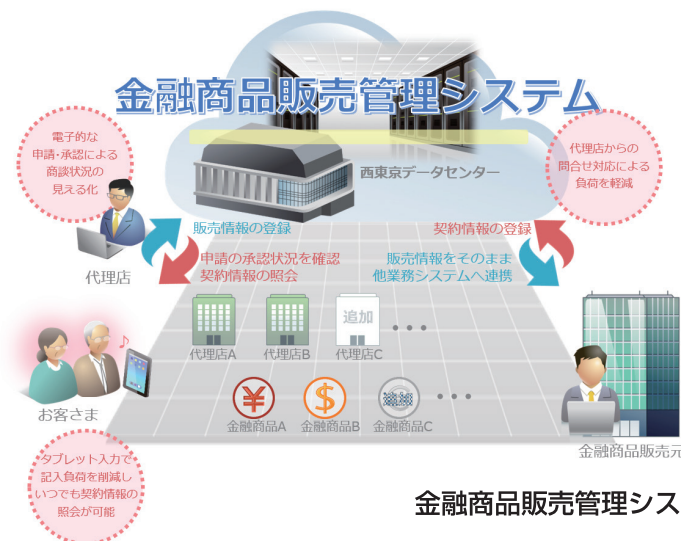 金融商品販売管理システム
電子的な
申請・承認による
商談状況の
見える化
代理店からの
問合せ対応による
負荷を軽減
西東京データセンター
代理店
販売情報の登録
申請の承認状況を確認
契約情報の照会
契約情報の登録
販売情報をそのまま
他業務システムへ連携
追加
代理店A
代理店B
代理店C
お客さま
金融商品A
金融商品B
金融商品C
金融商品販売元
タブレット入力で
記入負荷を削減し
いつでも契約情報の
照会が可能
金融商品販売管理シス